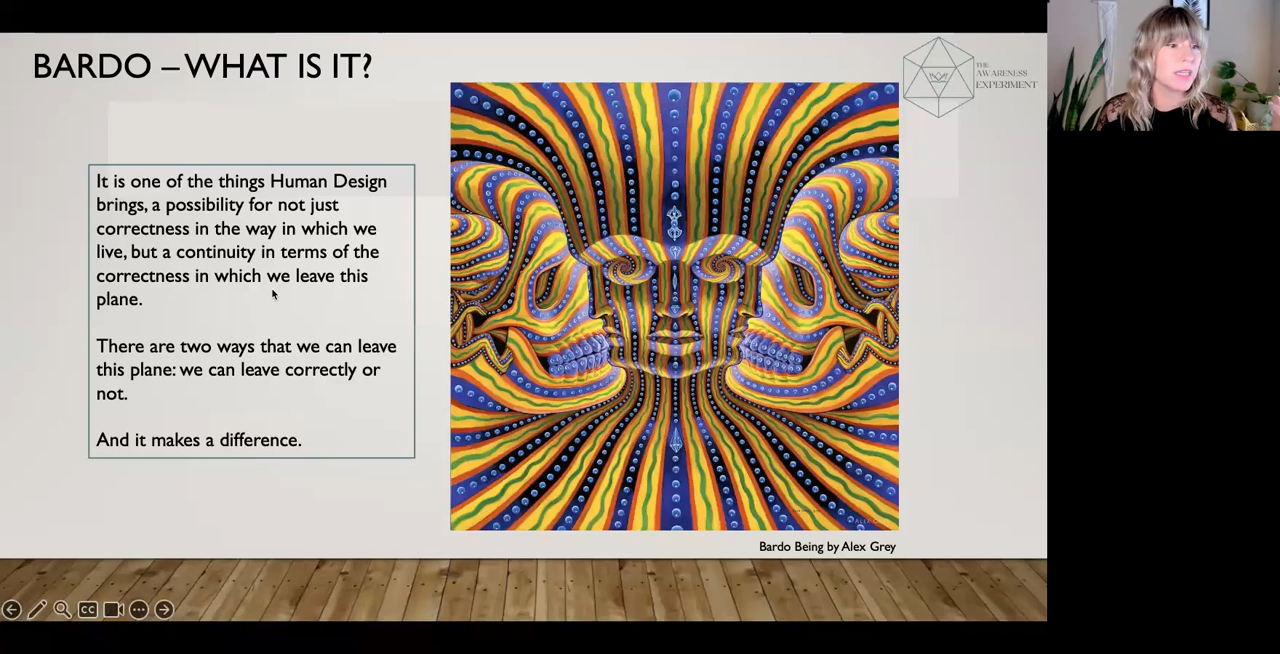 BARDO – WHAT IS IT?
THE
AWARENESS
EXPERIMENT
It is one of the things Human Design
brings, a possibility for not just
correctness in the way in which we
live, but a continuity in terms of the
correctness in which we leave this
plane.
There are two ways that we can leave
this plane: we can leave correctly or
not.
And it makes a difference.
Bardo Being by Alex Grey
CC